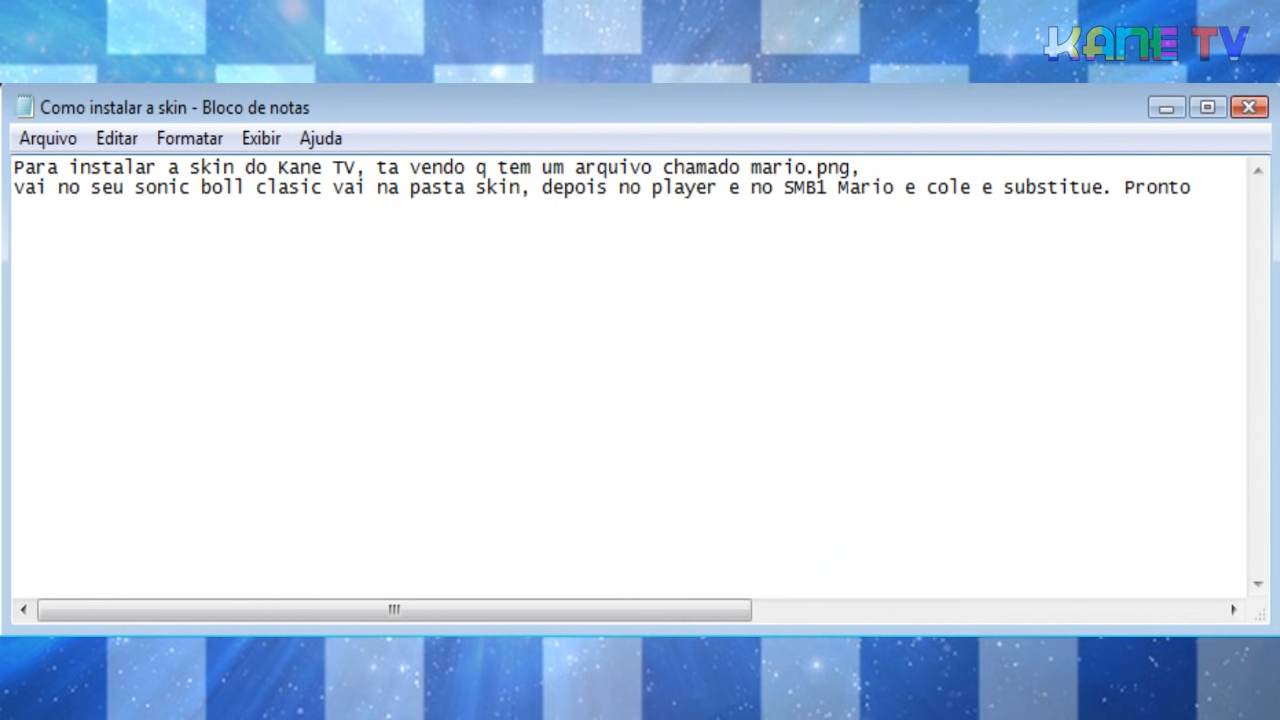 KANE TV
Como instalar a skin - Bloco de notas
Arquivo Editar Formatar Exibir Ajuda
Para instalar a skin do Kane TV, ta vendo q tem um arquivo chamado mario.png,
vai no seu sonic boll clasic vai na pasta skin, depois no player e no SMB1 Mario e cole e substitue. Pronto